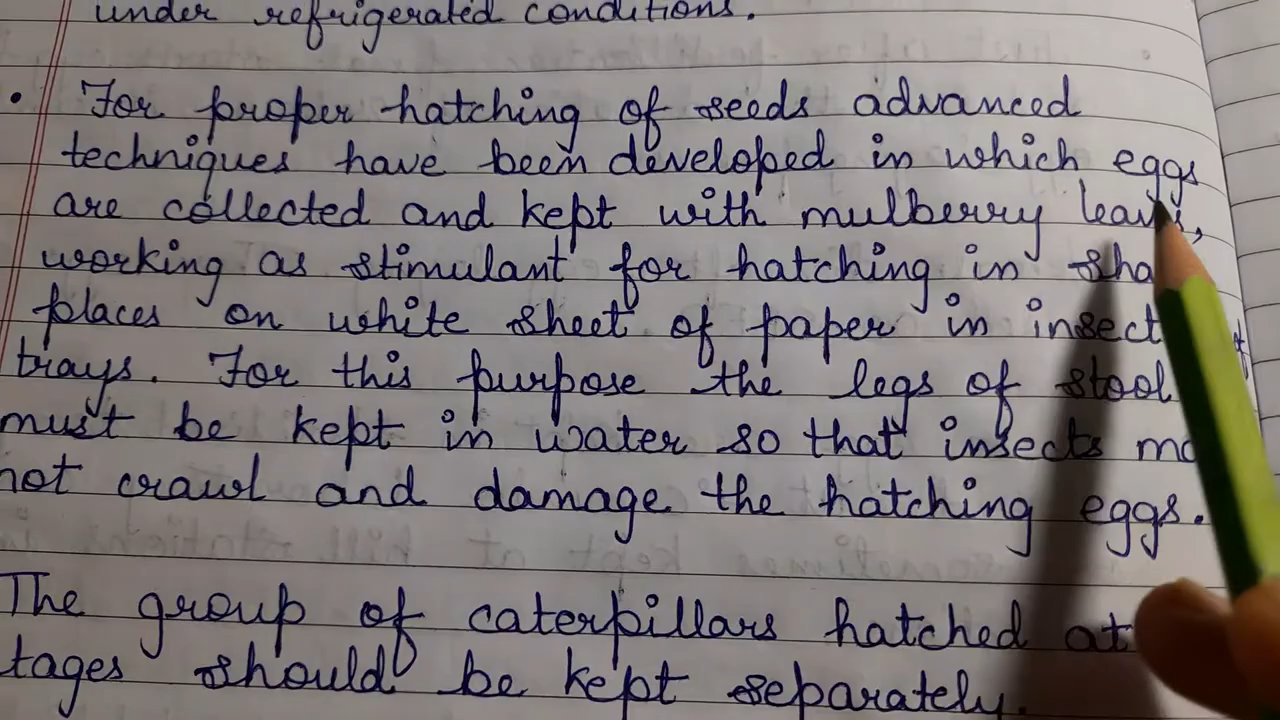 under refrigerated conditions.
• For proper hatching of seeds advanced
techniques have been developed in which eggs
are collected and kept with mulberry
working as stimulant for hatching in
places on white sheet of paper in insect
trays. For this purpose the legs of stool
must be kept in water so that insects
not crawl and damage the hatching eggs.
The group of caterpillars hatched at
tages should be kept separately.